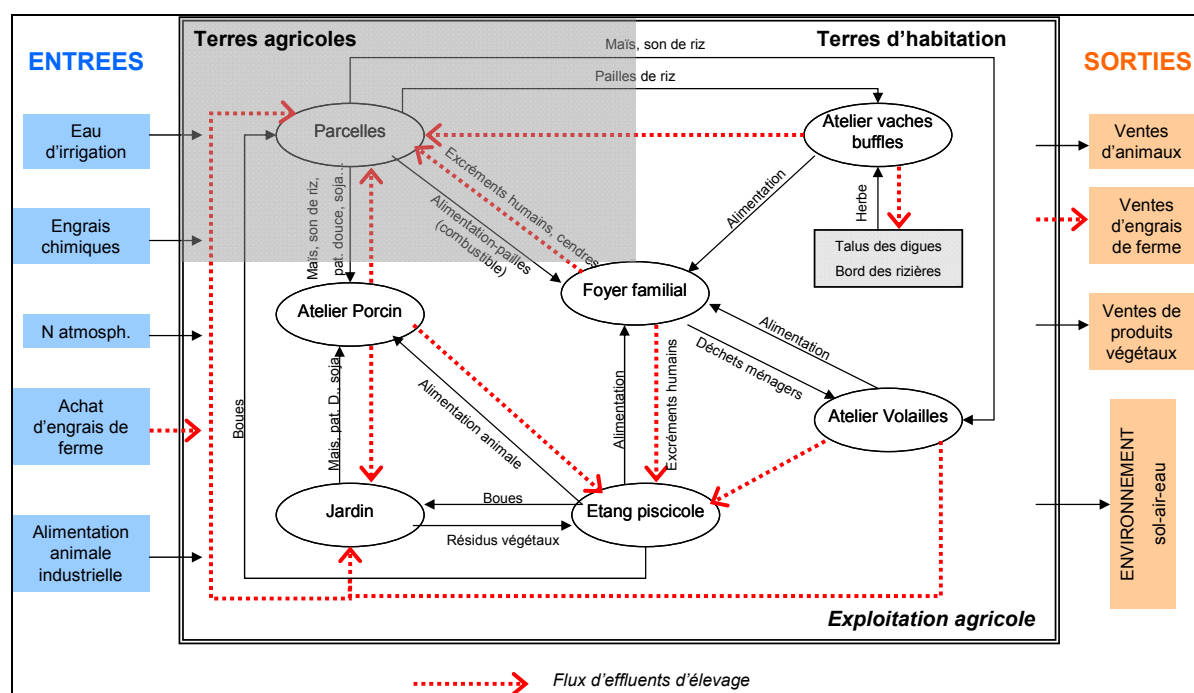 Terres agricoles
Terres d'habitation
ENTREES
SORTIES
Maïs, son de riz
Pailles de riz
Eau
d'irrigation
Engrais
chimiques
N atmosph.
Achat
d'engrais de
ferme
Alimentation
animale
industrielle
Parcelles
Atelier vaches
buffles
Excréments humains, cendres
Alimentation-pailles
(combustible)
Maïs, son de riz,
pat. douce, soja...
Alimentation
Herbe
Talus des digues
Bord des rizières
Foyer familial
Atelier Porcin
Alimentation
Déchets ménagers
Atelier Volailles
Boues
Mais, pat. D., soja
Alimentation animale
Alimentation
Excréments humains
Jardin
Boues
Résidus végétaux
Etang piscicole
Ventes
d'animaux
Ventes
d'engrais
de ferme
Ventes de
produits
végétaux
ENVIRONNEMENT
sol-air-eau
Exploitation agricole
Flux d'effluents d'élevage